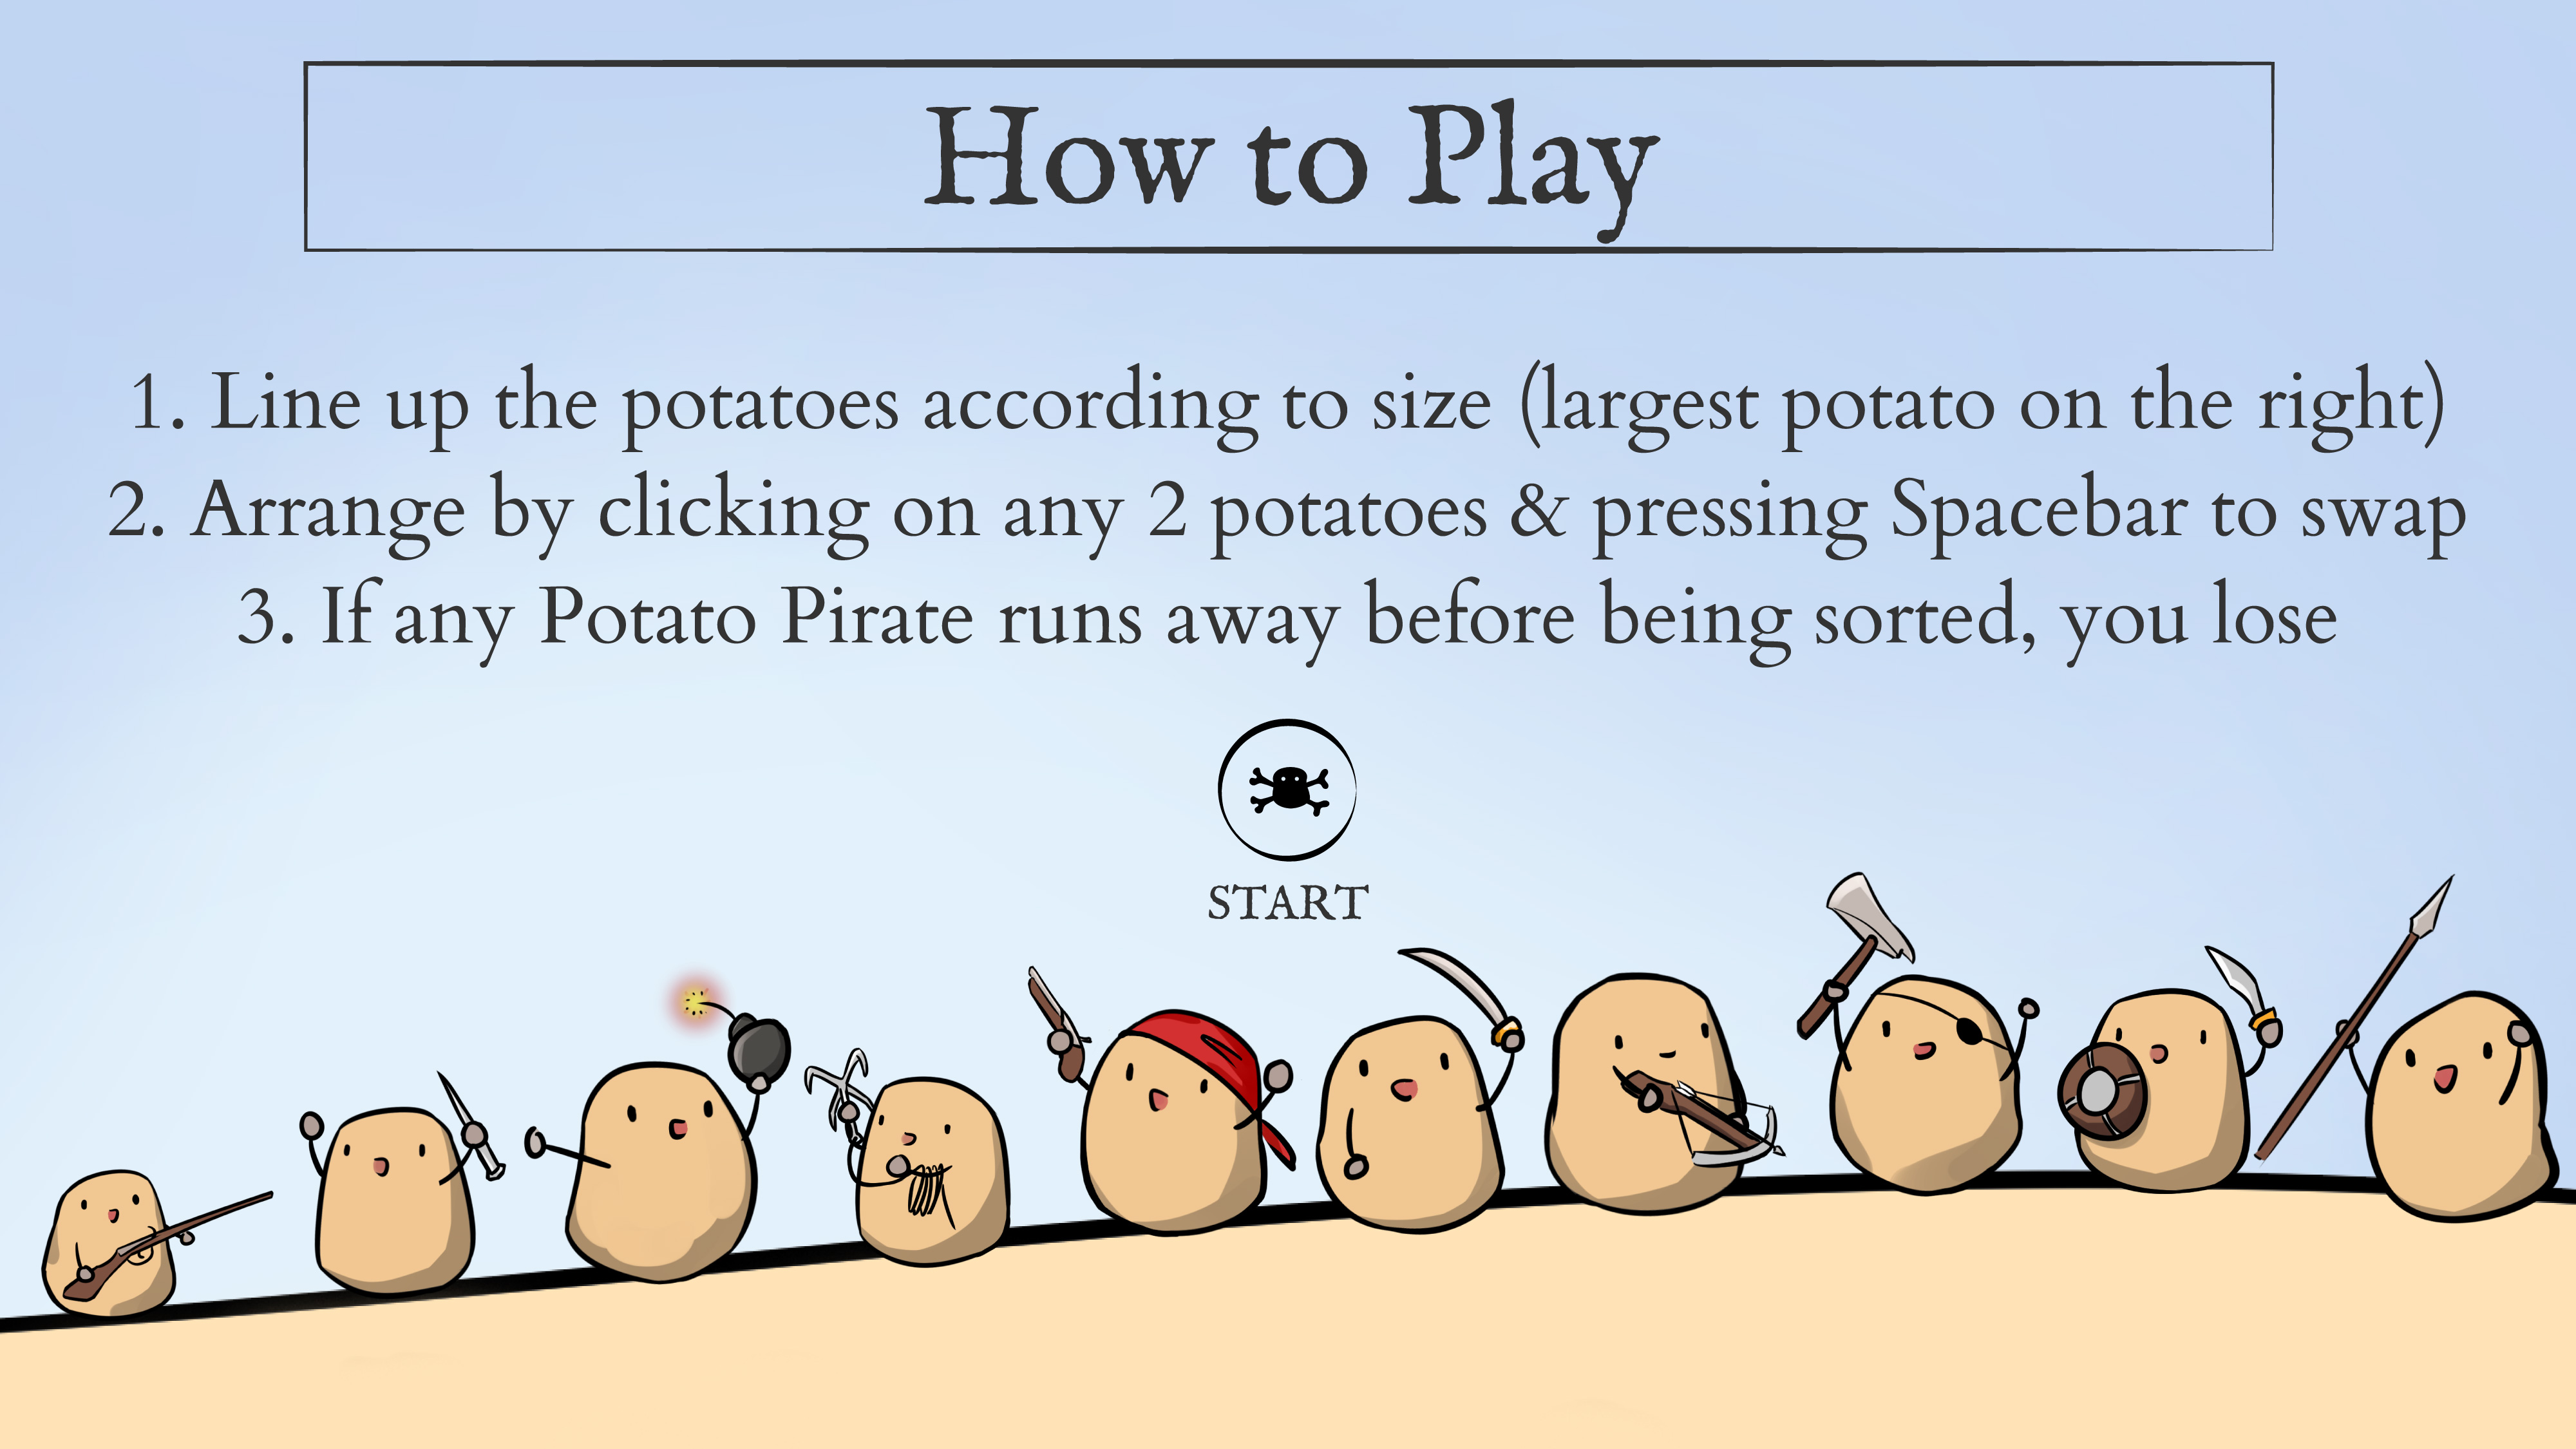 How to Play
1. Line up the potatoes according to size (largest potato on the right)
2. Arrange by clicking on any 2 potatoes & pressing Spacebar to swap
3. If any Potato Pirate runs away before being sorted, you lose
START